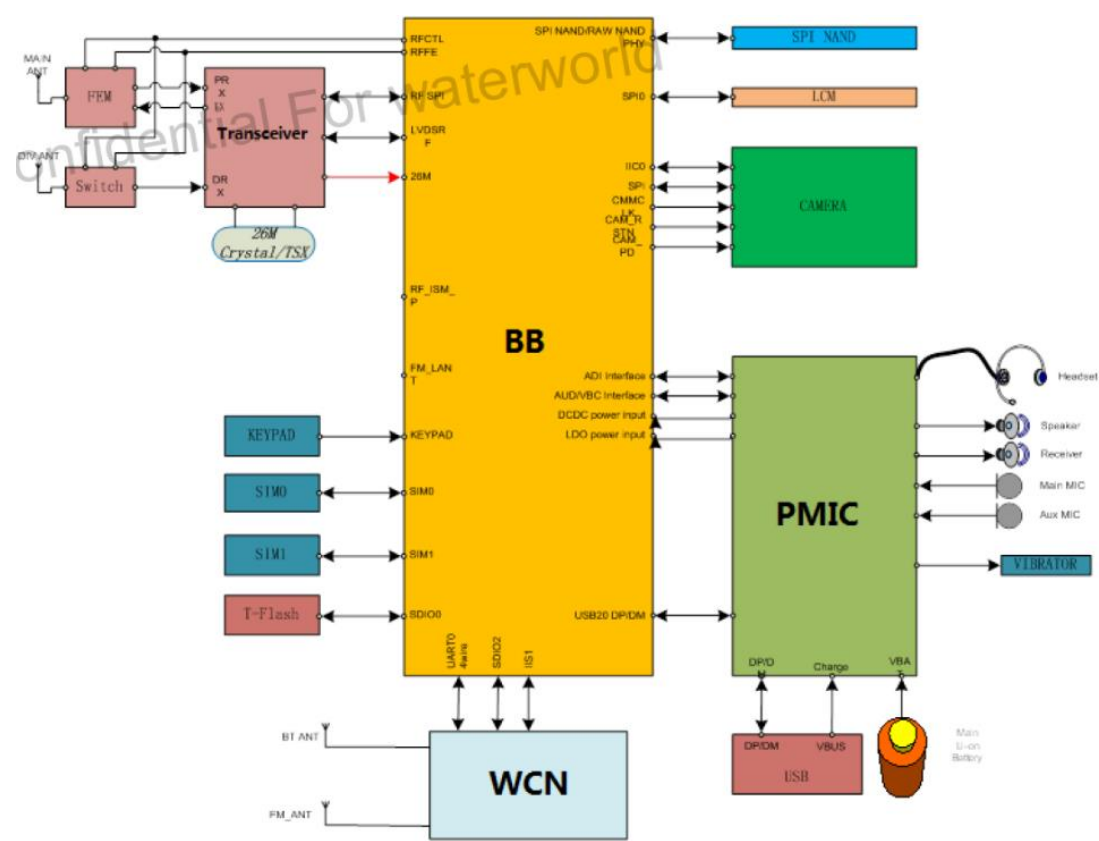 RFCTL
RFFE
SPI NAND/RAW NAND
PHY
SPI NAND
MAIN
ANT
FEM
PR
X
Transceiver
RF SPI
SPI0
LCM
LVDSR
F
onfidential For waterworld
DIV ANT
Switch
DR
X
26M
26M
Crystal/TSX
IIC0
SPI
CMMC
LK
CAM_R
STN
CAM_
PD
CAMERA
RF_ISM_
P
BB
FM_LAN
T
ADI Interface
AUD/VBC Interface
DCDC power input
LDO power input
Headset
Speaker
Receiver
Main MIC
Aux MIC
VIBRATOR
PMIC
KEYPAD
KEYPAD
SIM0
SIM0
SIM1
SIM1
T-Flash
SDIO0
USB20 DP/DM
UART0
4wire
SDIO2
IIS1
DP/D
M
Charge
VBA
T
BT ANT
WCN
FM_ANT
DP/DM
VBUS
USB
Main
Li-on
Battery